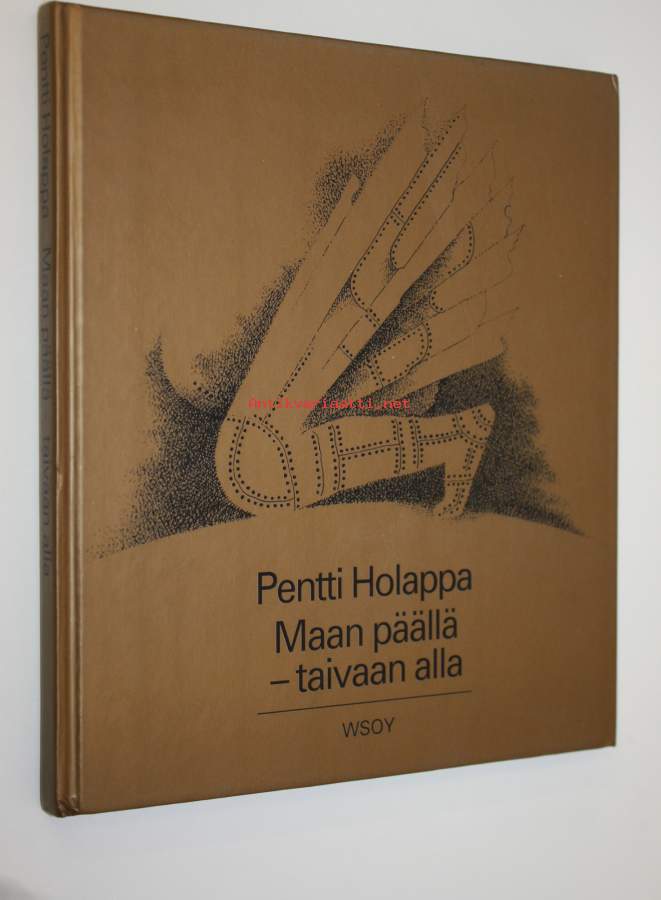 Pentti Holappa Maan päällä – taivaan alla
Antikvariaatti.net
Pentti Holappa
Maan päällä
– taivaan alla
WSOY